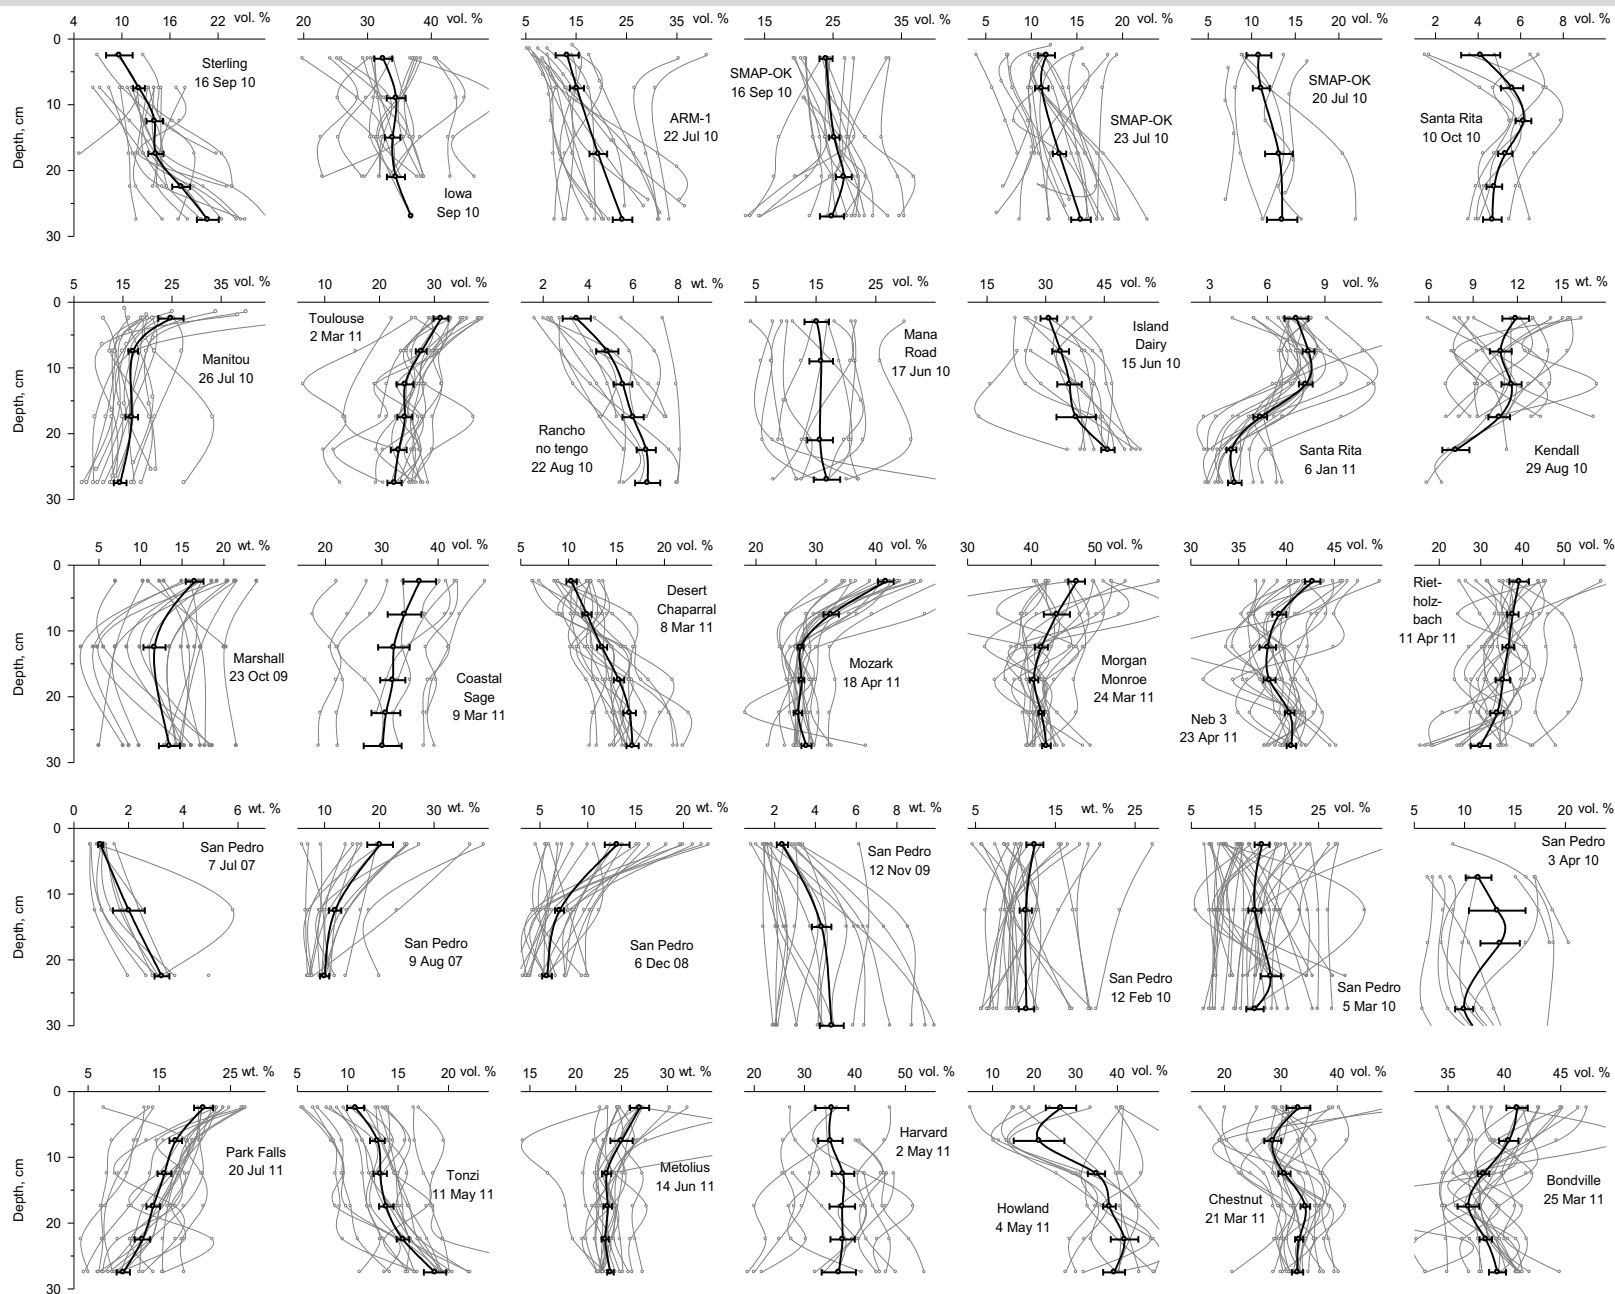 4 10 16 22 vol. %
20 30 40 vol. %
5 15 25 35 vol. %
15 25 35 vol. %
5 10 15 20 vol. %
5 10 15 20 vol. %
2 4 6 8 vol. %
0
10
20
30
Depth, cm
Sterling
16 Sep 10
Iowa
Sep 10
ARM-1
22 Jul 10
SMAP-OK
16 Sep 10
SMAP-OK
23 Jul 10
SMAP-OK
20 Jul 10
Santa Rita
10 Oct 10
5 15 25 35 vol. %
10 20 30 vol. %
2 4 6 8 wt. %
5 15 25 vol. %
15 30 45 vol. %
3 6 9 vol. %
6 9 12 15 wt. %
0
10
20
30
Depth, cm
Manitou
26 Jul 10
Toulouse
2 Mar 11
Rancho
no tengo
22 Aug 10
Mana
Road
17 Jun 10
Island
Dairy
15 Jun 10
Santa Rita
6 Jan 11
Kendall
29 Aug 10
5 10 15 20 wt. %
20 30 40 vol. %
5 10 15 20 vol. %
20 30 40 vol. %
30 40 50 vol. %
30 35 40 45 vol. %
20 30 40 50 vol. %
0
10
20
30
Depth, cm
Marshall
23 Oct 09
Coastal
Sage
9 Mar 11
Desert
Chaparral
8 Mar 11
Mozark
18 Apr 11
Morgan
Monroe
24 Mar 11
Neb 3
23 Apr 11
Riet-
holz-
bach
11 Apr 11
0 2 4 6 wt. %
10 20 30 wt. %
5 10 15 20 wt. %
2 4 6 8 vol. %
5 15 wt. % 25
5 15 25 vol. %
5 10 15 20 vol. %
0
10
20
30
Depth, cm
San Pedro
7 Jul 07
San Pedro
9 Aug 07
San Pedro
6 Dec 08
San Pedro
12 Nov 09
San Pedro
12 Feb 10
San Pedro
5 Mar 10
San Pedro
3 Apr 10
5 15 25 wt. %
5 10 15 20 vol. %
15 20 25 30 vol. %
20 30 40 50 vol. %
10 20 30 40 vol. %
20 30 40 vol. %
35 40 45 vol. %
0
10
20
30
Depth, cm
Park Falls
20 Jul 11
Tonzi
11 May 11
Metolius
14 Jun 11
Harvard
2 May 11
Howland
4 May 11
Chestnut
21 Mar 11
Bondville
25 Mar 11